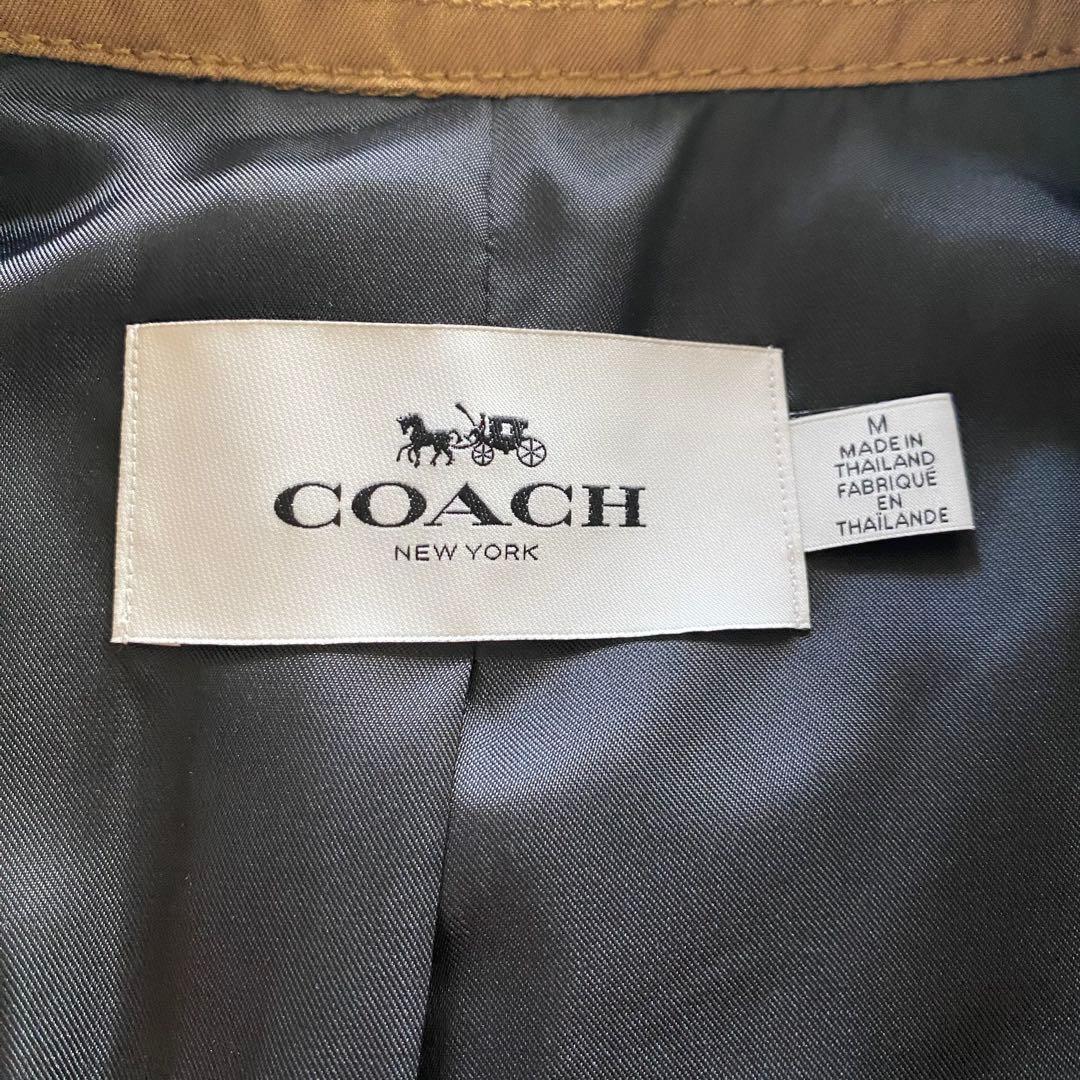 COACH
NEW YORK
M
MADE IN
THAILAND
FABRIQUÉ
EN
THAÏLANDE